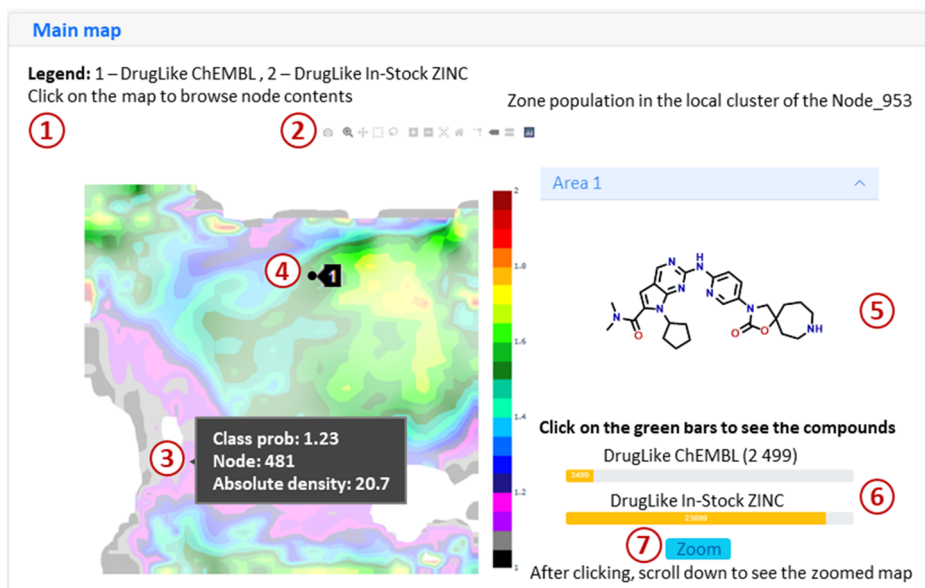 Main map
Legend: 1 – DrugLike ChEMBL , 2 – DrugLike In-Stock ZINC
Click on the map to browse node contents
Zone population in the local cluster of the Node_953
1
2
Area 1
2
1.8
1.6
1.4
1.2
1
4
1
N
H
N
N
N
N
N
N
O
N
O
O
NH
5
3
Class prob: 1.23
Node: 481
Absolute density: 20.7
Click on the green bars to see the compounds
DrugLike ChEMBL (2 499)
2499
DrugLike In-Stock ZINC
23699
6
7
Zoom
After clicking, scroll down to see the zoomed map